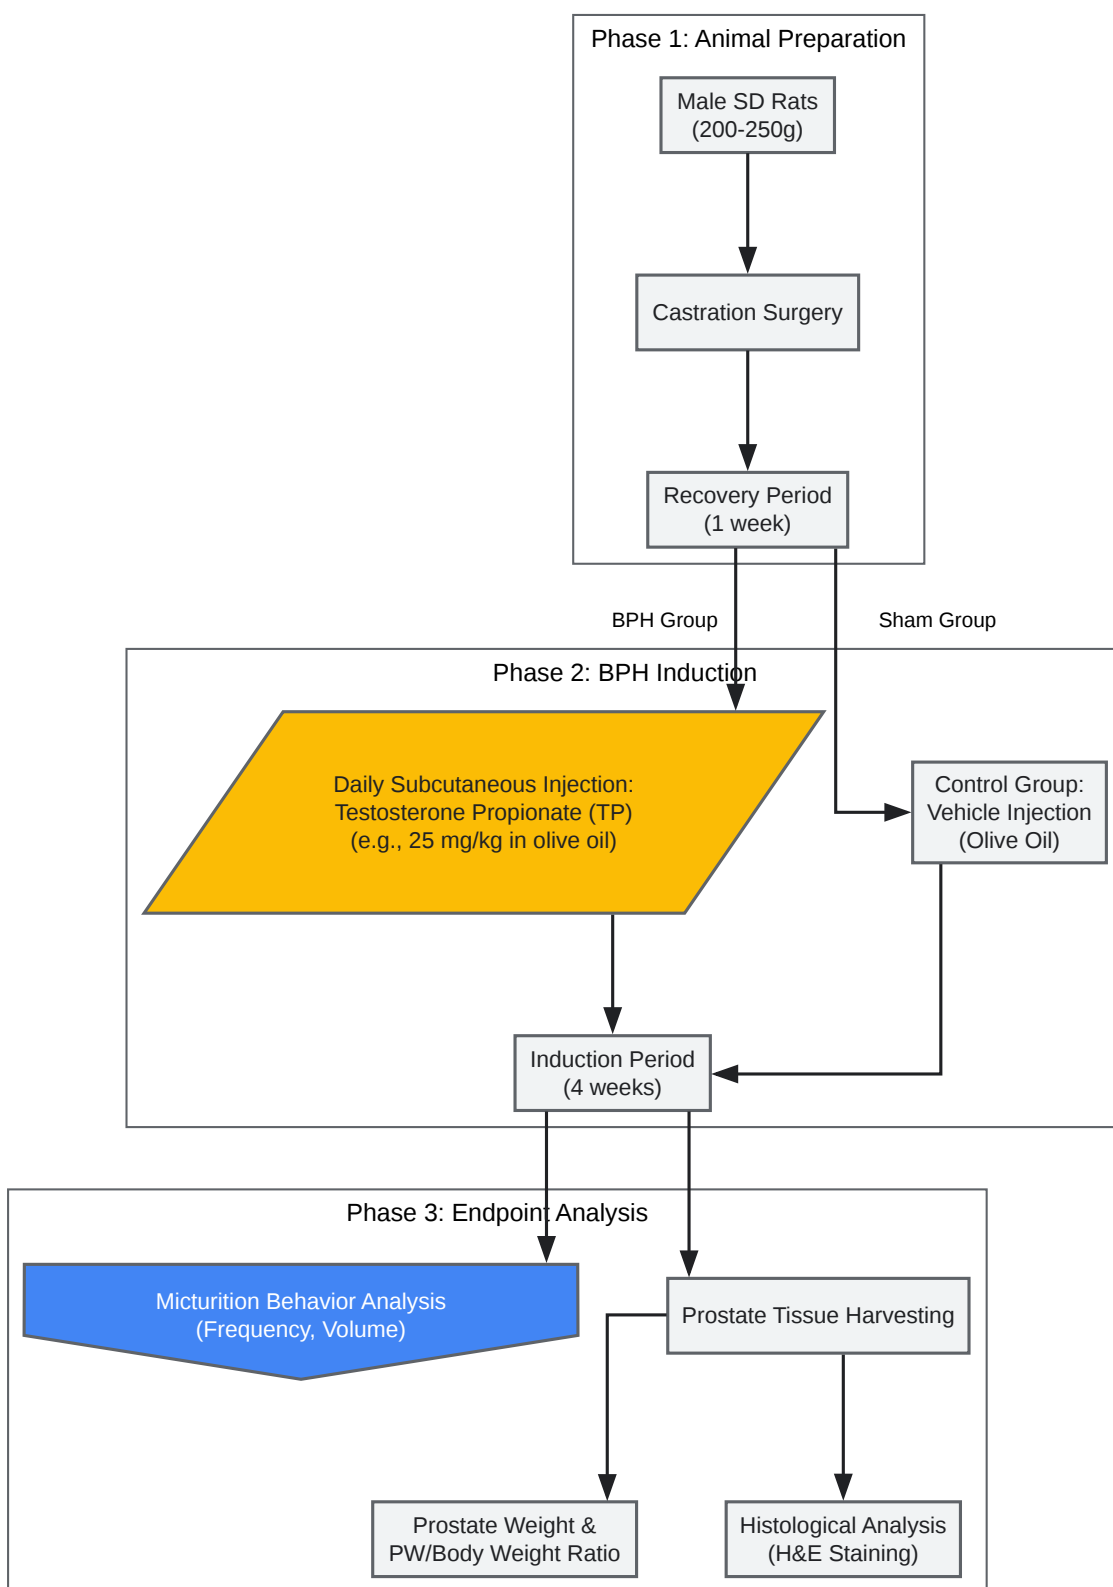 Phase 1: Animal Preparation
Male SD Rats
(200-250g)
Castration Surgery
Recovery Period
(1 week)
BPH Group
Sham Group
Phase 2: BPH Induction
Daily Subcutaneous Injection:
Testosterone Propionate (TP)
(e.g., 25 mg/kg in olive oil)
Control Group:
Vehicle Injection
(Olive Oil)
Induction Period
(4 weeks)
Phase 3: Endpoint Analysis
Micturition Behavior Analysis
(Frequency, Volume)
Prostate Tissue Harvesting
Prostate Weight &
PW/Body Weight Ratio
Histological Analysis
(H&E Staining)